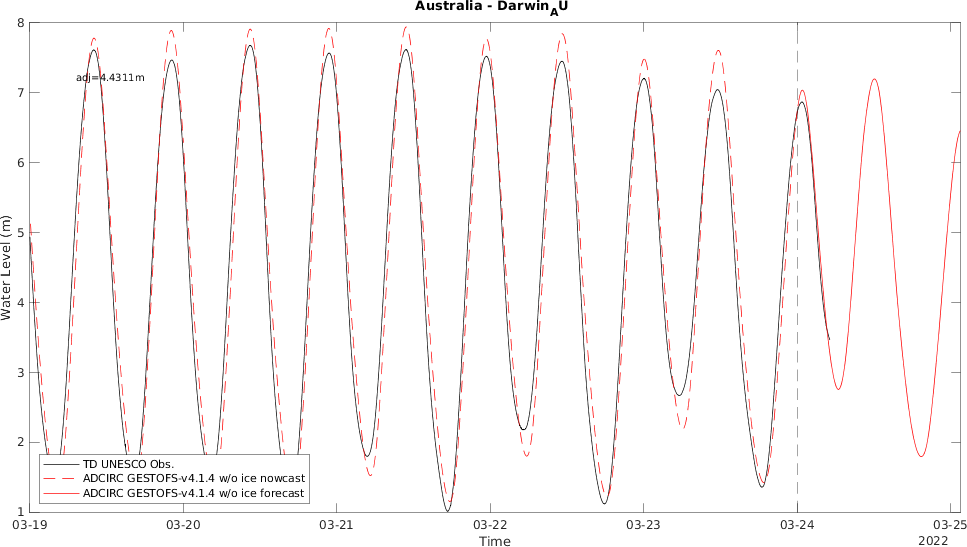 Australia - Darwin_AU
8
adj=4.4311m
7
6
5
4
3
2
1
Water Level (m)
TD UNESCO Obs.
ADCIRC GESTOFS-v4.1.4 w/o ice nowcast
ADCIRC GESTOFS-v4.1.4 w/o ice forecast
03-19 03-20 03-21 03-22 03-23 03-24 03-25
Time
2022